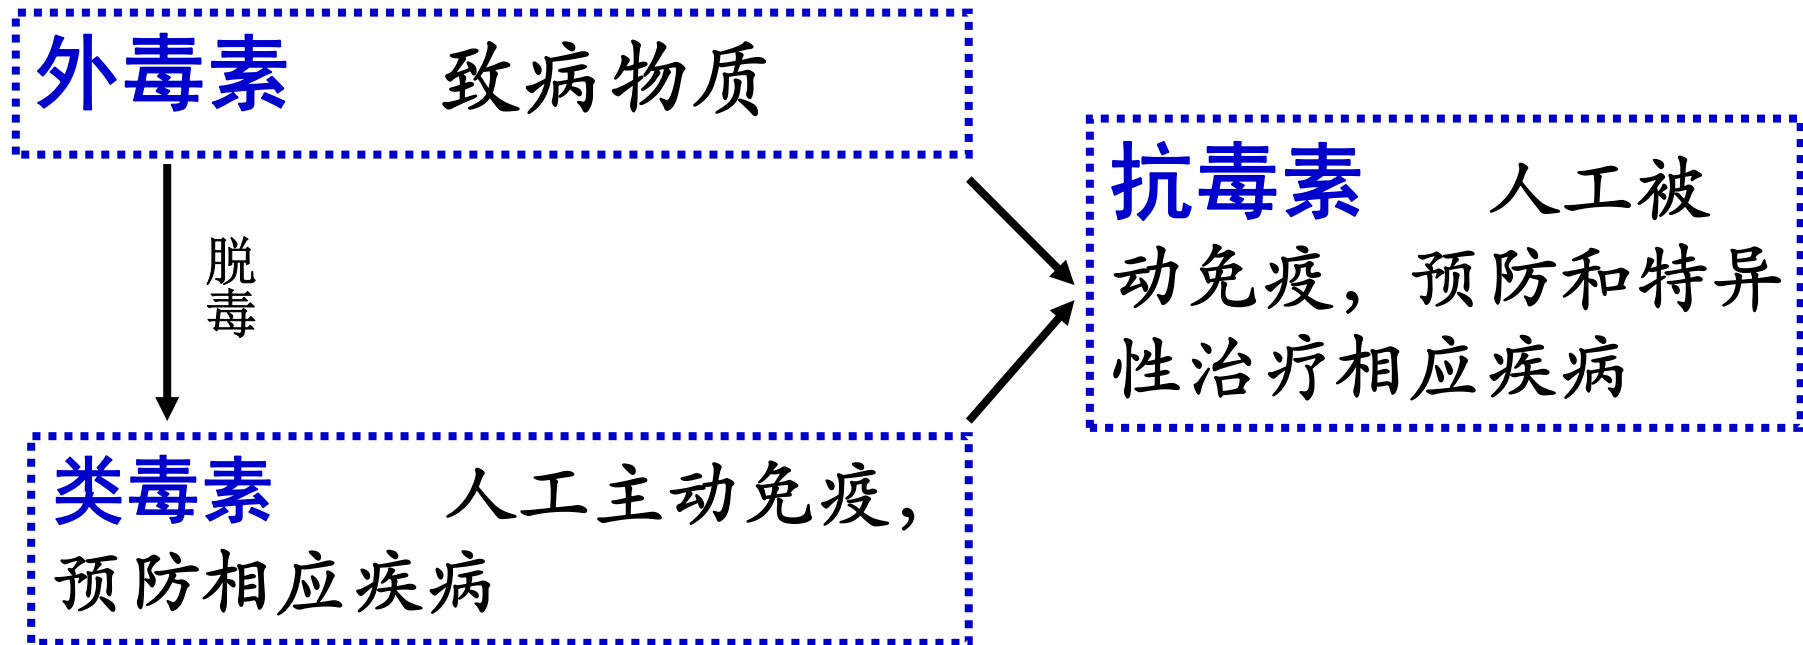 外毒素 致病物质
脱毒
抗毒素 人工被
动免疫，预防和特异
性治疗相应疾病
类毒素 人工主动免疫，
预防相应疾病